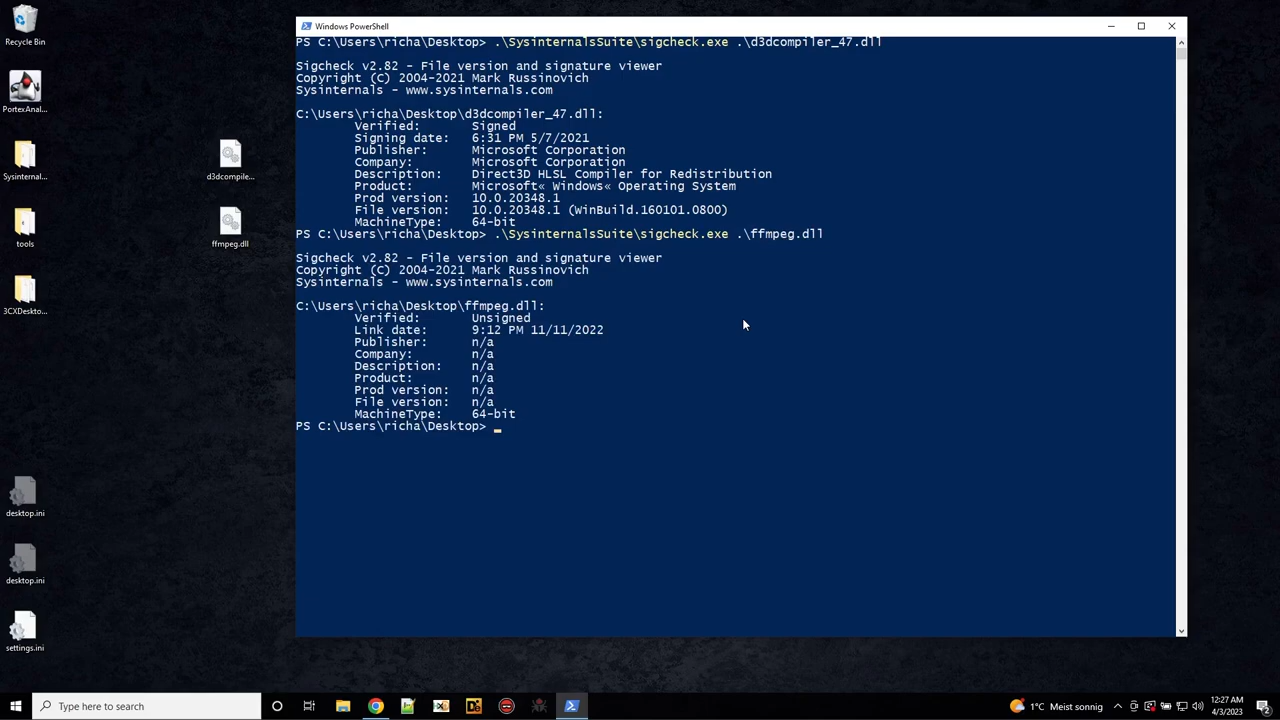 Windows PowerShell
Recycle Bin
PortexAnal...
Sysinternal...
tools
3CXDeskto...
d3dcompile...
ffmpeg.dll
desktop.ini
desktop.ini
settings.ini
PS C:\Users\richa\Desktop> .\SysinternalsSuite\sigcheck.exe .\d3dcompiler_47.dll
Sigcheck v2.82 - File version and signature viewer
Copyright (C) 2004-2021 Mark Russinovich
Sysinternals - www.sysinternals.com
C:\Users\richa\Desktop\d3dcompiler_47.dll:
Verified: Signed
Signing date: 6:31 PM 5/7/2021
Publisher: Microsoft Corporation
Company: Microsoft Corporation
Description: Direct3D HLSL Compiler for Redistribution
Product: Microsoft« Windows« Operating System
Prod version: 10.0.20348.1
File version: 10.0.20348.1 (WinBuild.160101.0800)
MachineType: 64-bit
PS C:\Users\richa\Desktop> .\SysinternalsSuite\sigcheck.exe .\ffmpeg.dll
Sigcheck v2.82 - File version and signature viewer
Copyright (C) 2004-2021 Mark Russinovich
Sysinternals - www.sysinternals.com
C:\Users\richa\Desktop\ffmpeg.dll:
Verified: Unsigned
Link date: 9:12 PM 11/11/2022
Publisher: n/a
Company: n/a
Description: n/a
Product: n/a
Prod version: n/a
File version: n/a
MachineType: 64-bit
PS C:\Users\richa\Desktop>
Type here to search
1°C Meist sonnig
12:27 AM
4/3/2023
2